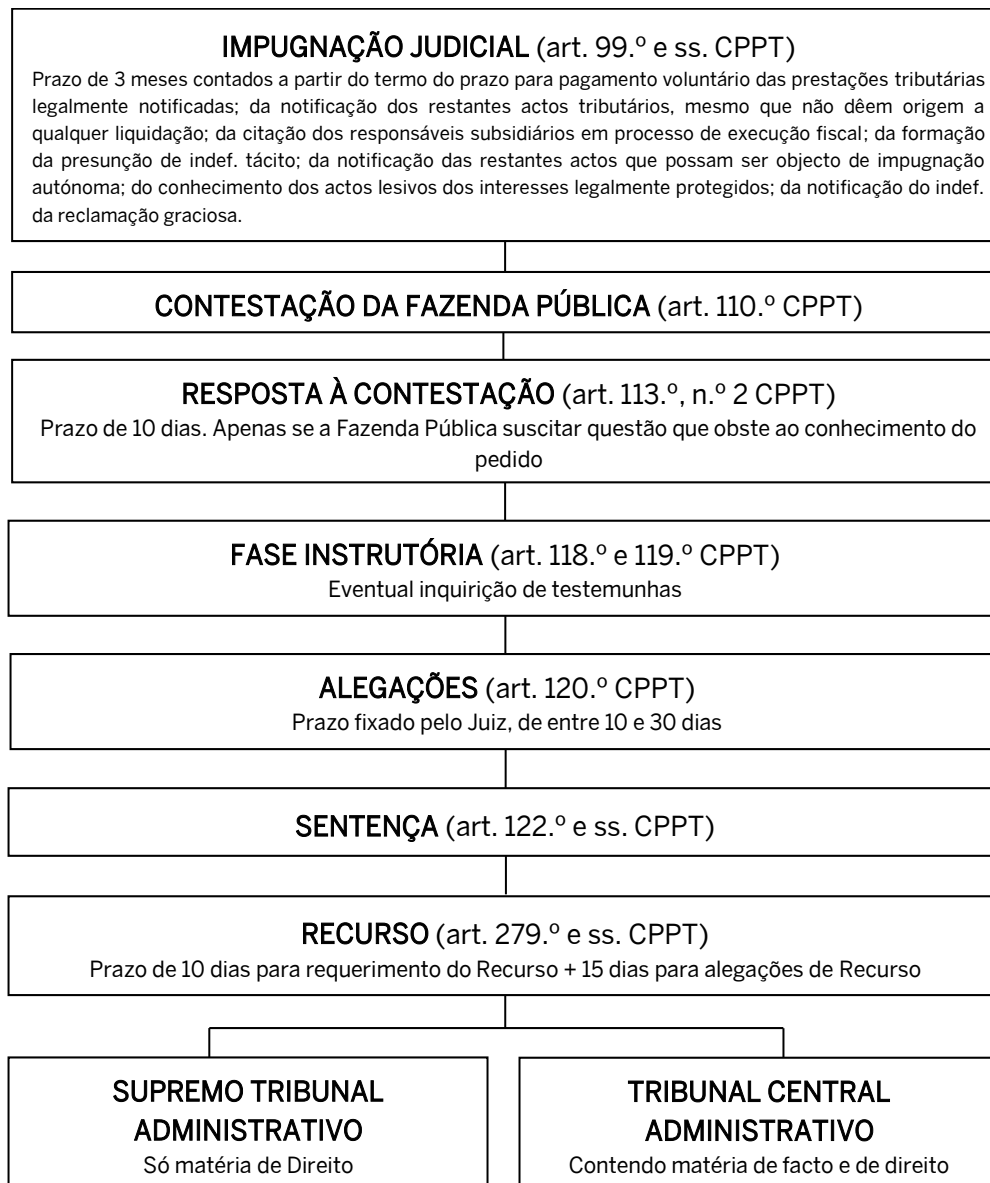 IMPUGNAÇÃO JUDICIAL (art. 99.º e ss. CPPT)
Prazo de 3 meses contados a partir do termo do prazo para pagamento voluntário das prestações tributárias
legalmente notificadas; da notificação dos restantes actos tributários, mesmo que não dêem origem a
qualquer liquidação; da citação dos responsáveis subsidiários em processo de execução fiscal; da formação
da presunção de indef. tácito; da notificação das restantes actos que possam ser objecto de impugnação
autónoma; do conhecimento dos actos lesivos dos interesses legalmente protegidos; da notificação do indef.
da reclamação graciosa.
CONTESTAÇÃO DA FAZENDA PÚBLICA (art. 110.º CPPT)
RESPOSTA À CONTESTAÇÃO (art. 113.º, n.º 2 CPPT)
Prazo de 10 dias. Apenas se a Fazenda Pública suscitar questão que obste ao conhecimento do
pedido
FASE INSTRUTÓRIA (art. 118.º e 119.º CPPT)
Eventual inquirição de testemunhas
ALEGAÇÕES (art. 120.º CPPT)
Prazo fixado pelo Juiz, de entre 10 e 30 dias
SENTENÇA (art. 122.º e ss. CPPT)
RECURSO (art. 279.º e ss. CPPT)
Prazo de 10 dias para requerimento do Recurso + 15 dias para alegações de Recurso
SUPREMO TRIBUNAL
ADMINISTRATIVO
Só matéria de Direito
TRIBUNAL CENTRAL
ADMINISTRATIVO
Contendo matéria de facto e de direito